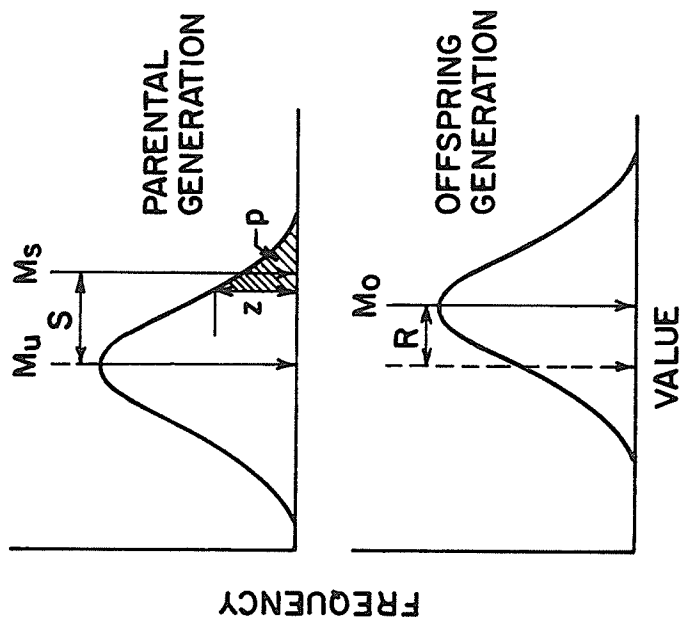 FREQUENCY
Mu
S
Ms
z
p
PARENTAL
GENERATION
R
Mo
OFFSPRING
GENERATION
VALUE